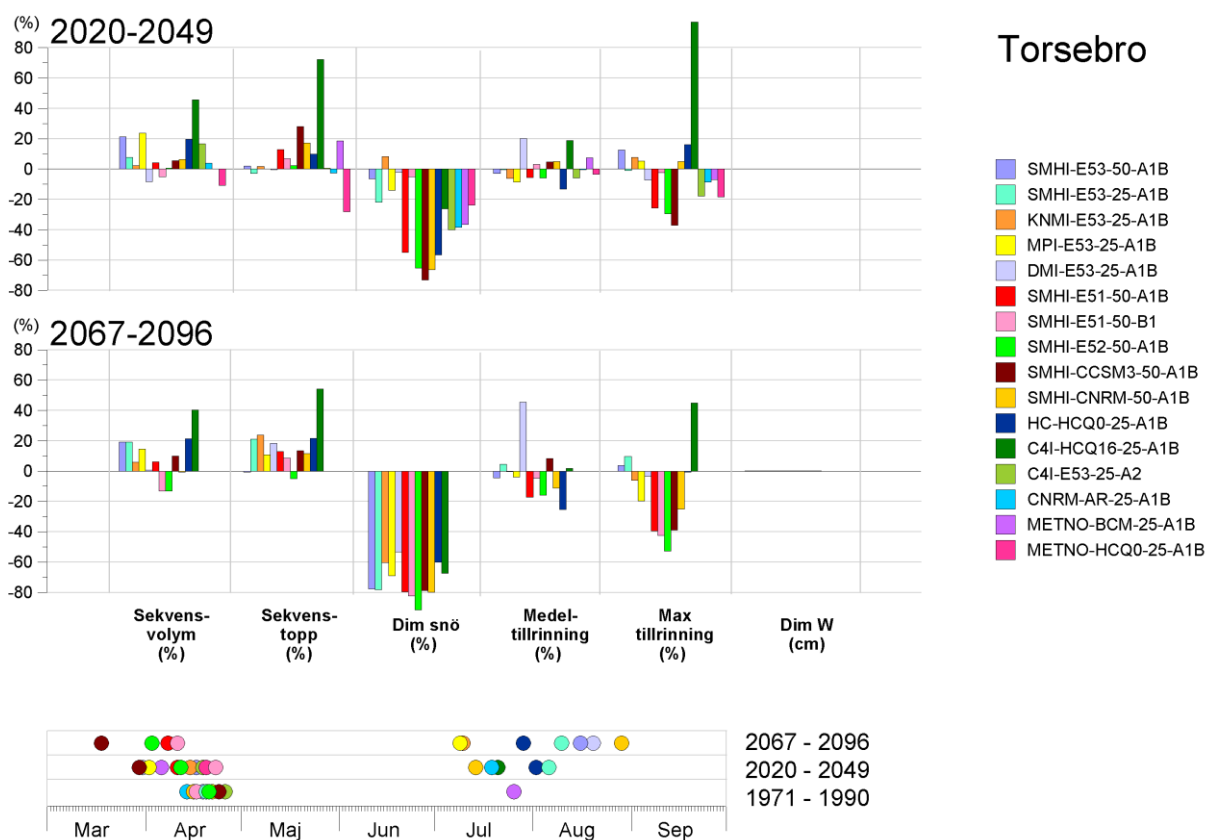 (%)
2020-2049
80
60
40
20
0
-20
-40
-60
-80
Torsebro
SMHI-E53-50-A1B
SMHI-E53-25-A1B
KNMI-E53-25-A1B
MPI-E53-25-A1B
DMI-E53-25-A1B
SMHI-E51-50-A1B
SMHI-E51-50-B1
SMHI-E52-50-A1B
SMHI-CCSM3-50-A1B
SMHI-CNRM-50-A1B
HC-HCQ0-25-A1B
C4I-HCQ16-25-A1B
C4I-E53-25-A2
CNRM-AR-25-A1B
METNO-BCM-25-A1B
METNO-HCQ0-25-A1B
(%)
2067-2096
80
60
40
20
0
-20
-40
-60
-80
Sekvens-
volym
(%)
Sekvens-
topp
(%)
Dim snö
(%)
Medel-
tillrinning
(%)
Max
tillrinning
(%)
Dim W
(cm)
2067 - 2096
2020 - 2049
1971 - 1990
Mar Apr Maj Jun Jul Aug Sep